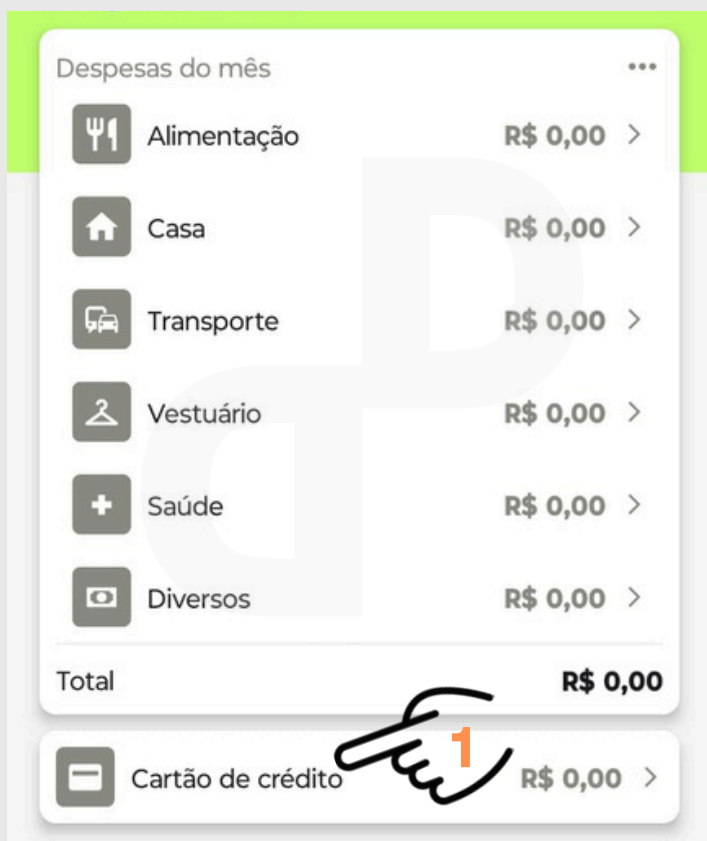 Despesas do mês
Alimentação R$ 0,00
Casa R$ 0,00
Transporte R$ 0,00
Vestuário R$ 0,00
Saúde R$ 0,00
Diversos R$ 0,00
Total R$ 0,00
1
Cartão de crédito R$ 0,00